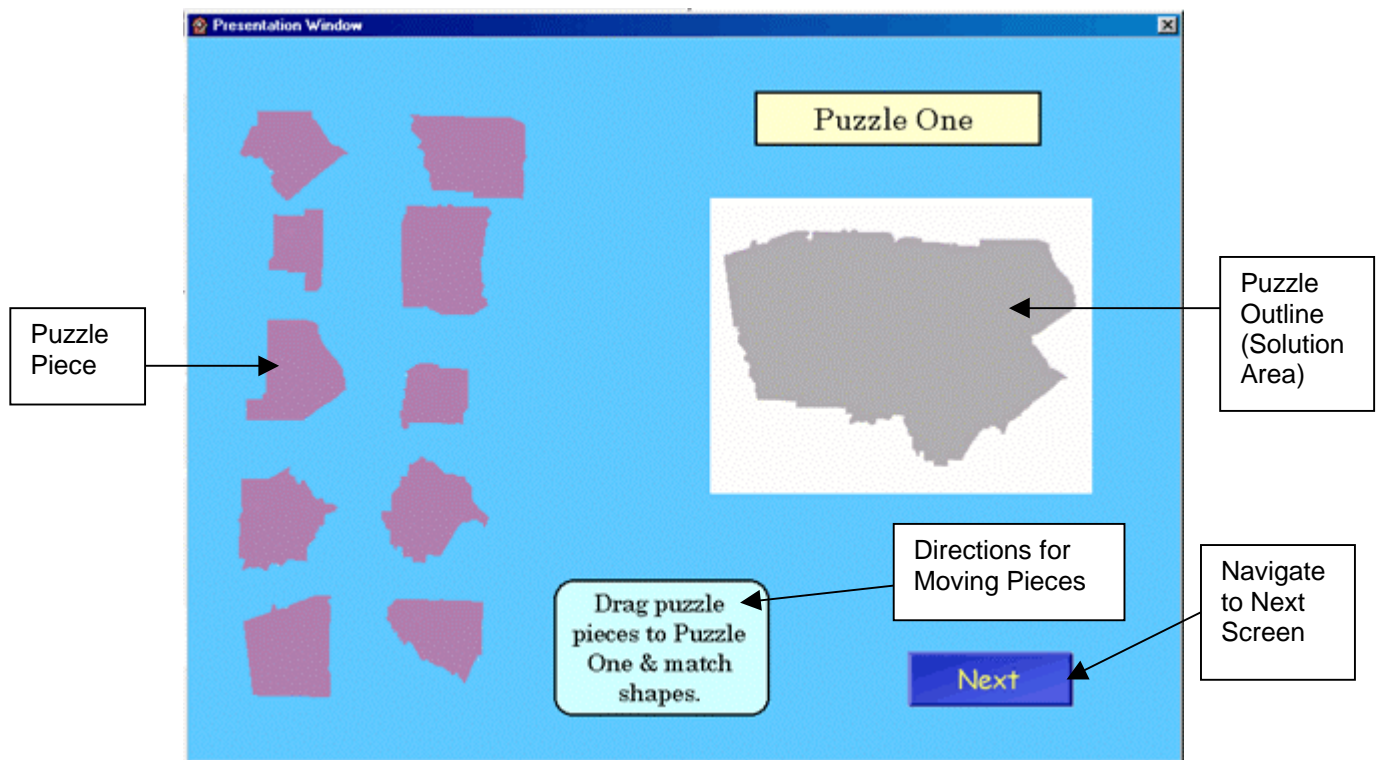 Presentation Window
Puzzle One
Puzzle
Outline
(Solution
Area)
Puzzle
Piece
Directions for
Moving Pieces
Drag puzzle
pieces to Puzzle
One & match
shapes.
Navigate
to Next
Screen
Next